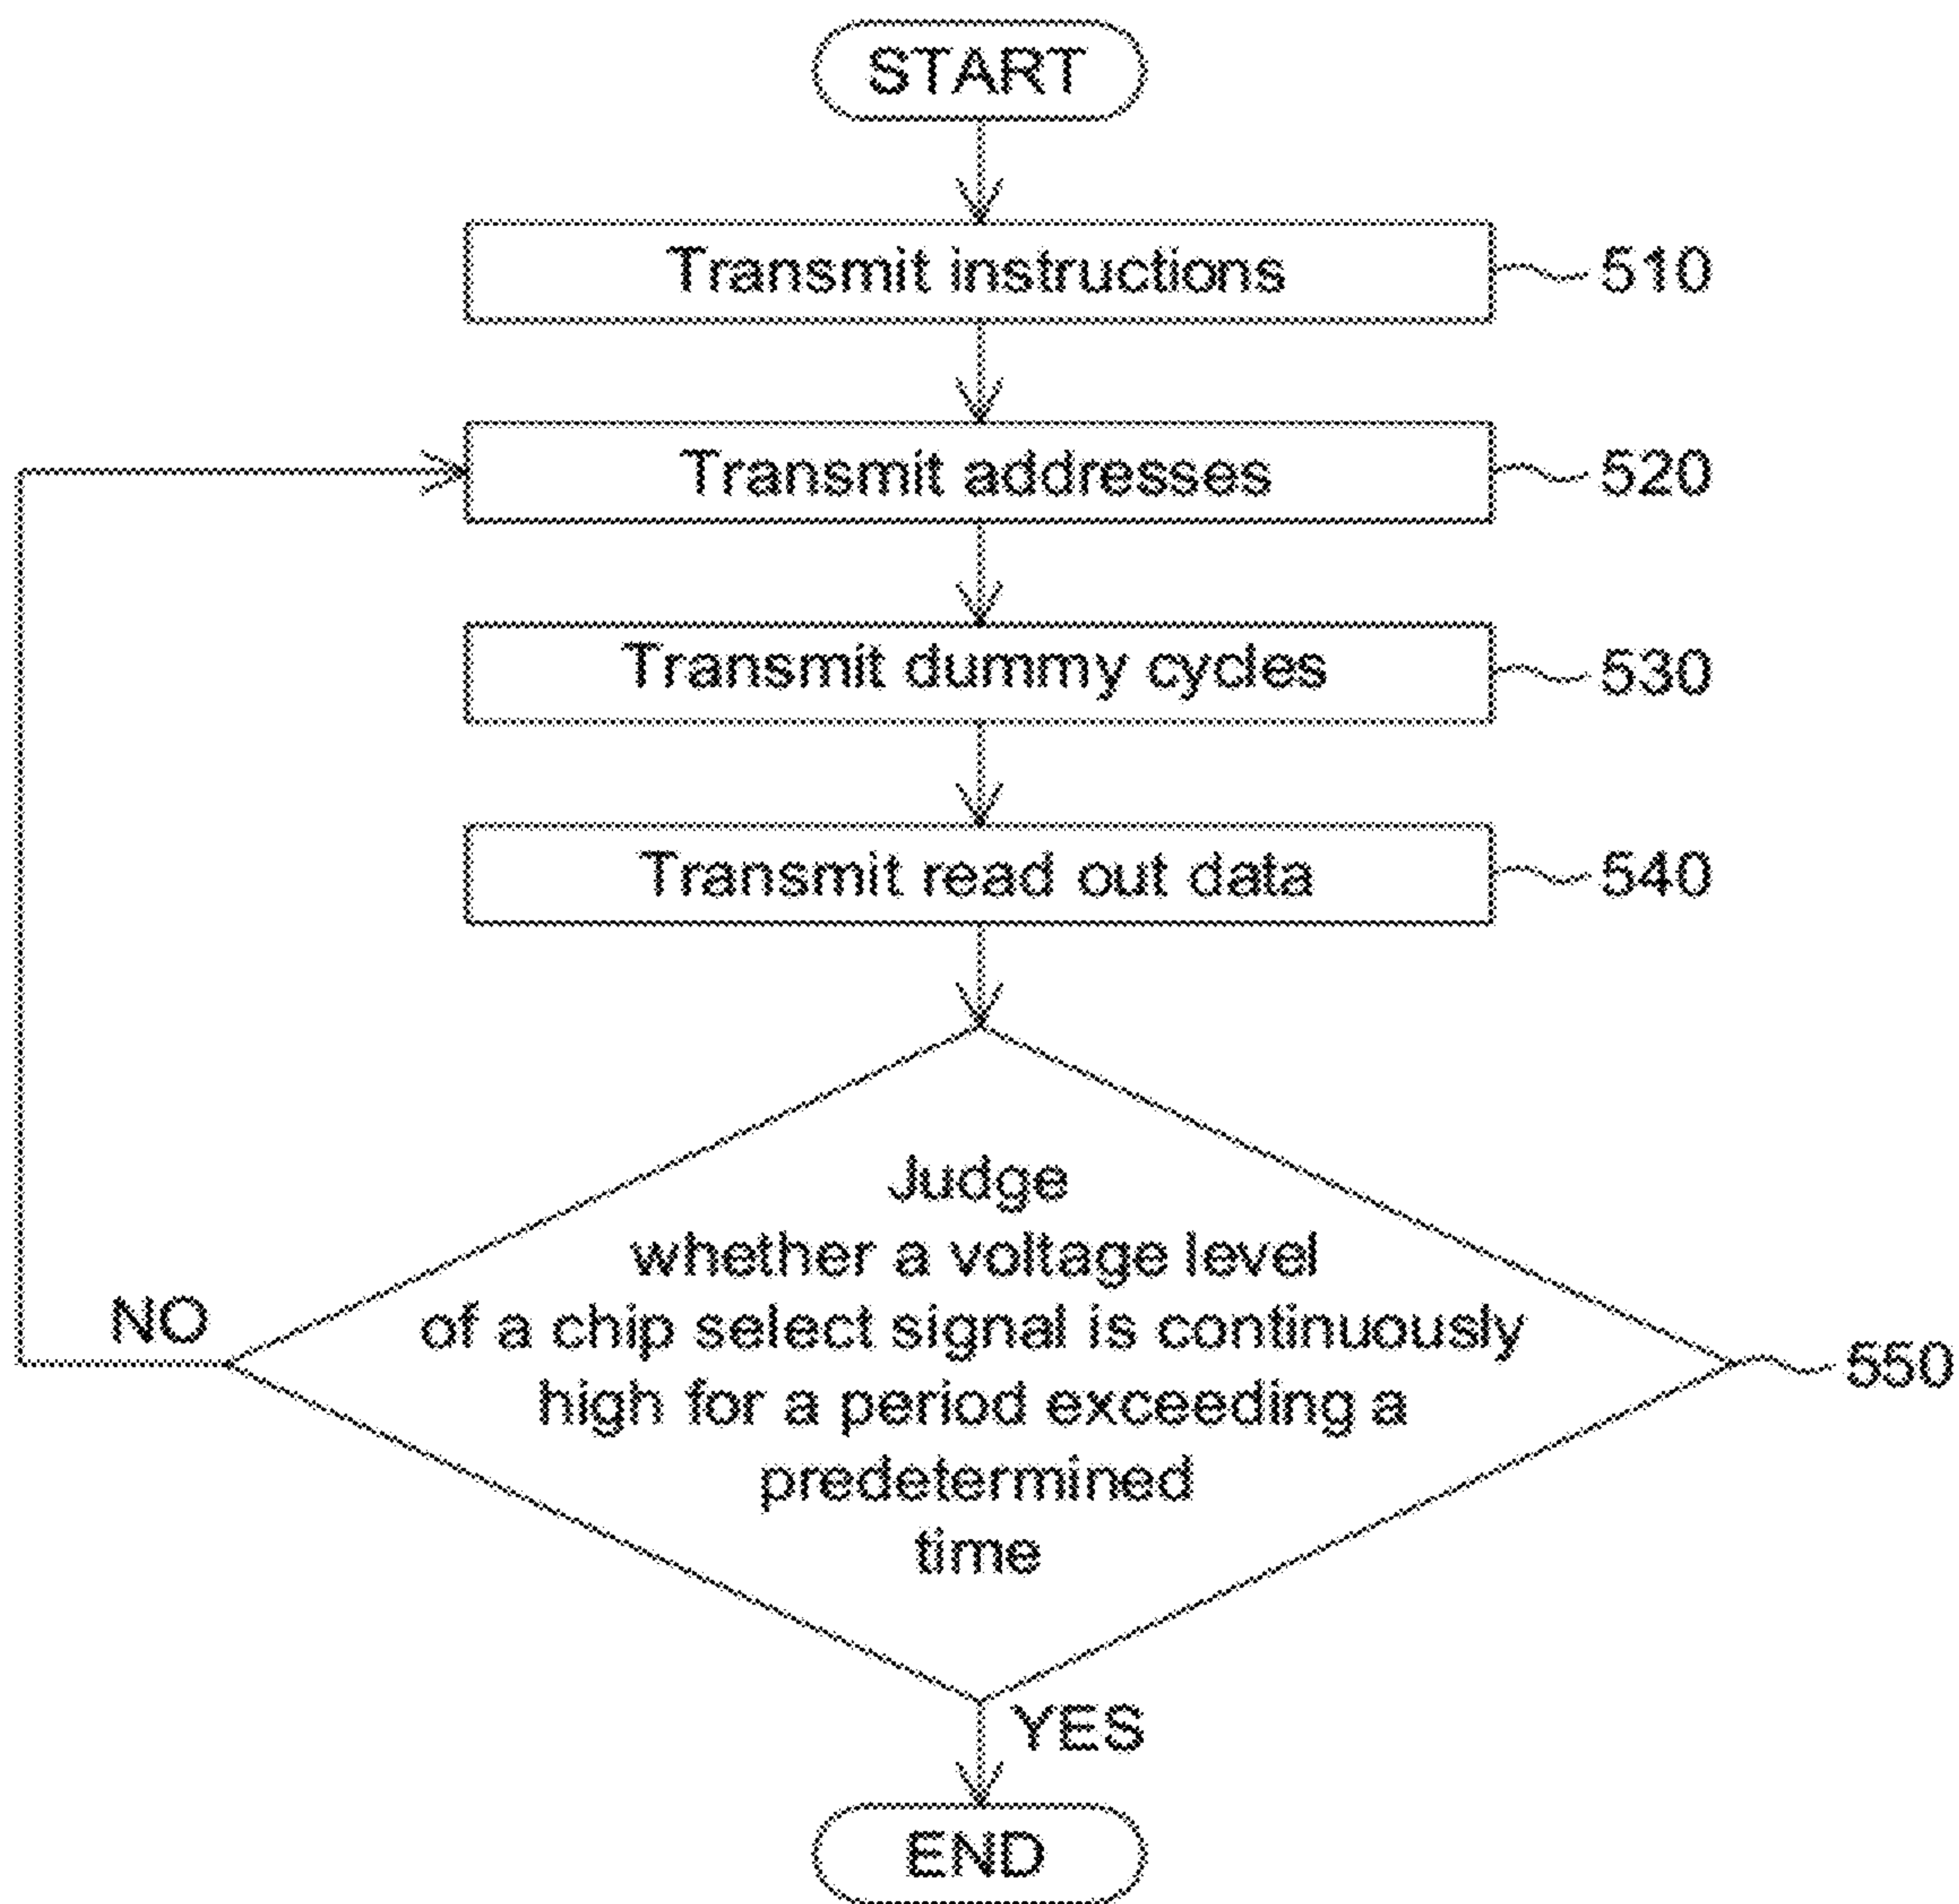 START
Transmit instructions
510
Transmit addresses
520
Transmit dummy cycles
530
Transmit read out data
540
Judge
whether a voltage level
of a chip select signal is continuously
high for a period exceeding a
predetermined
time
NO
550
YES
END